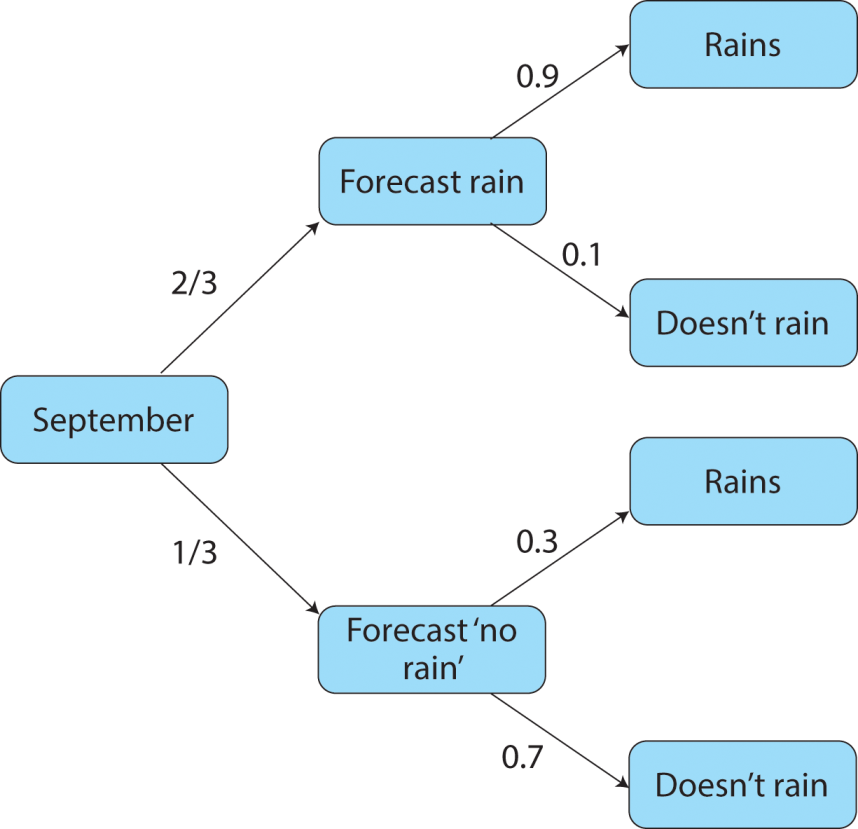 Rains
0.9
Forecast rain
0.1
2/3
Doesn’t rain
September
Rains
0.3
1/3
Forecast ‘no
rain’
0.7
Doesn’t rain